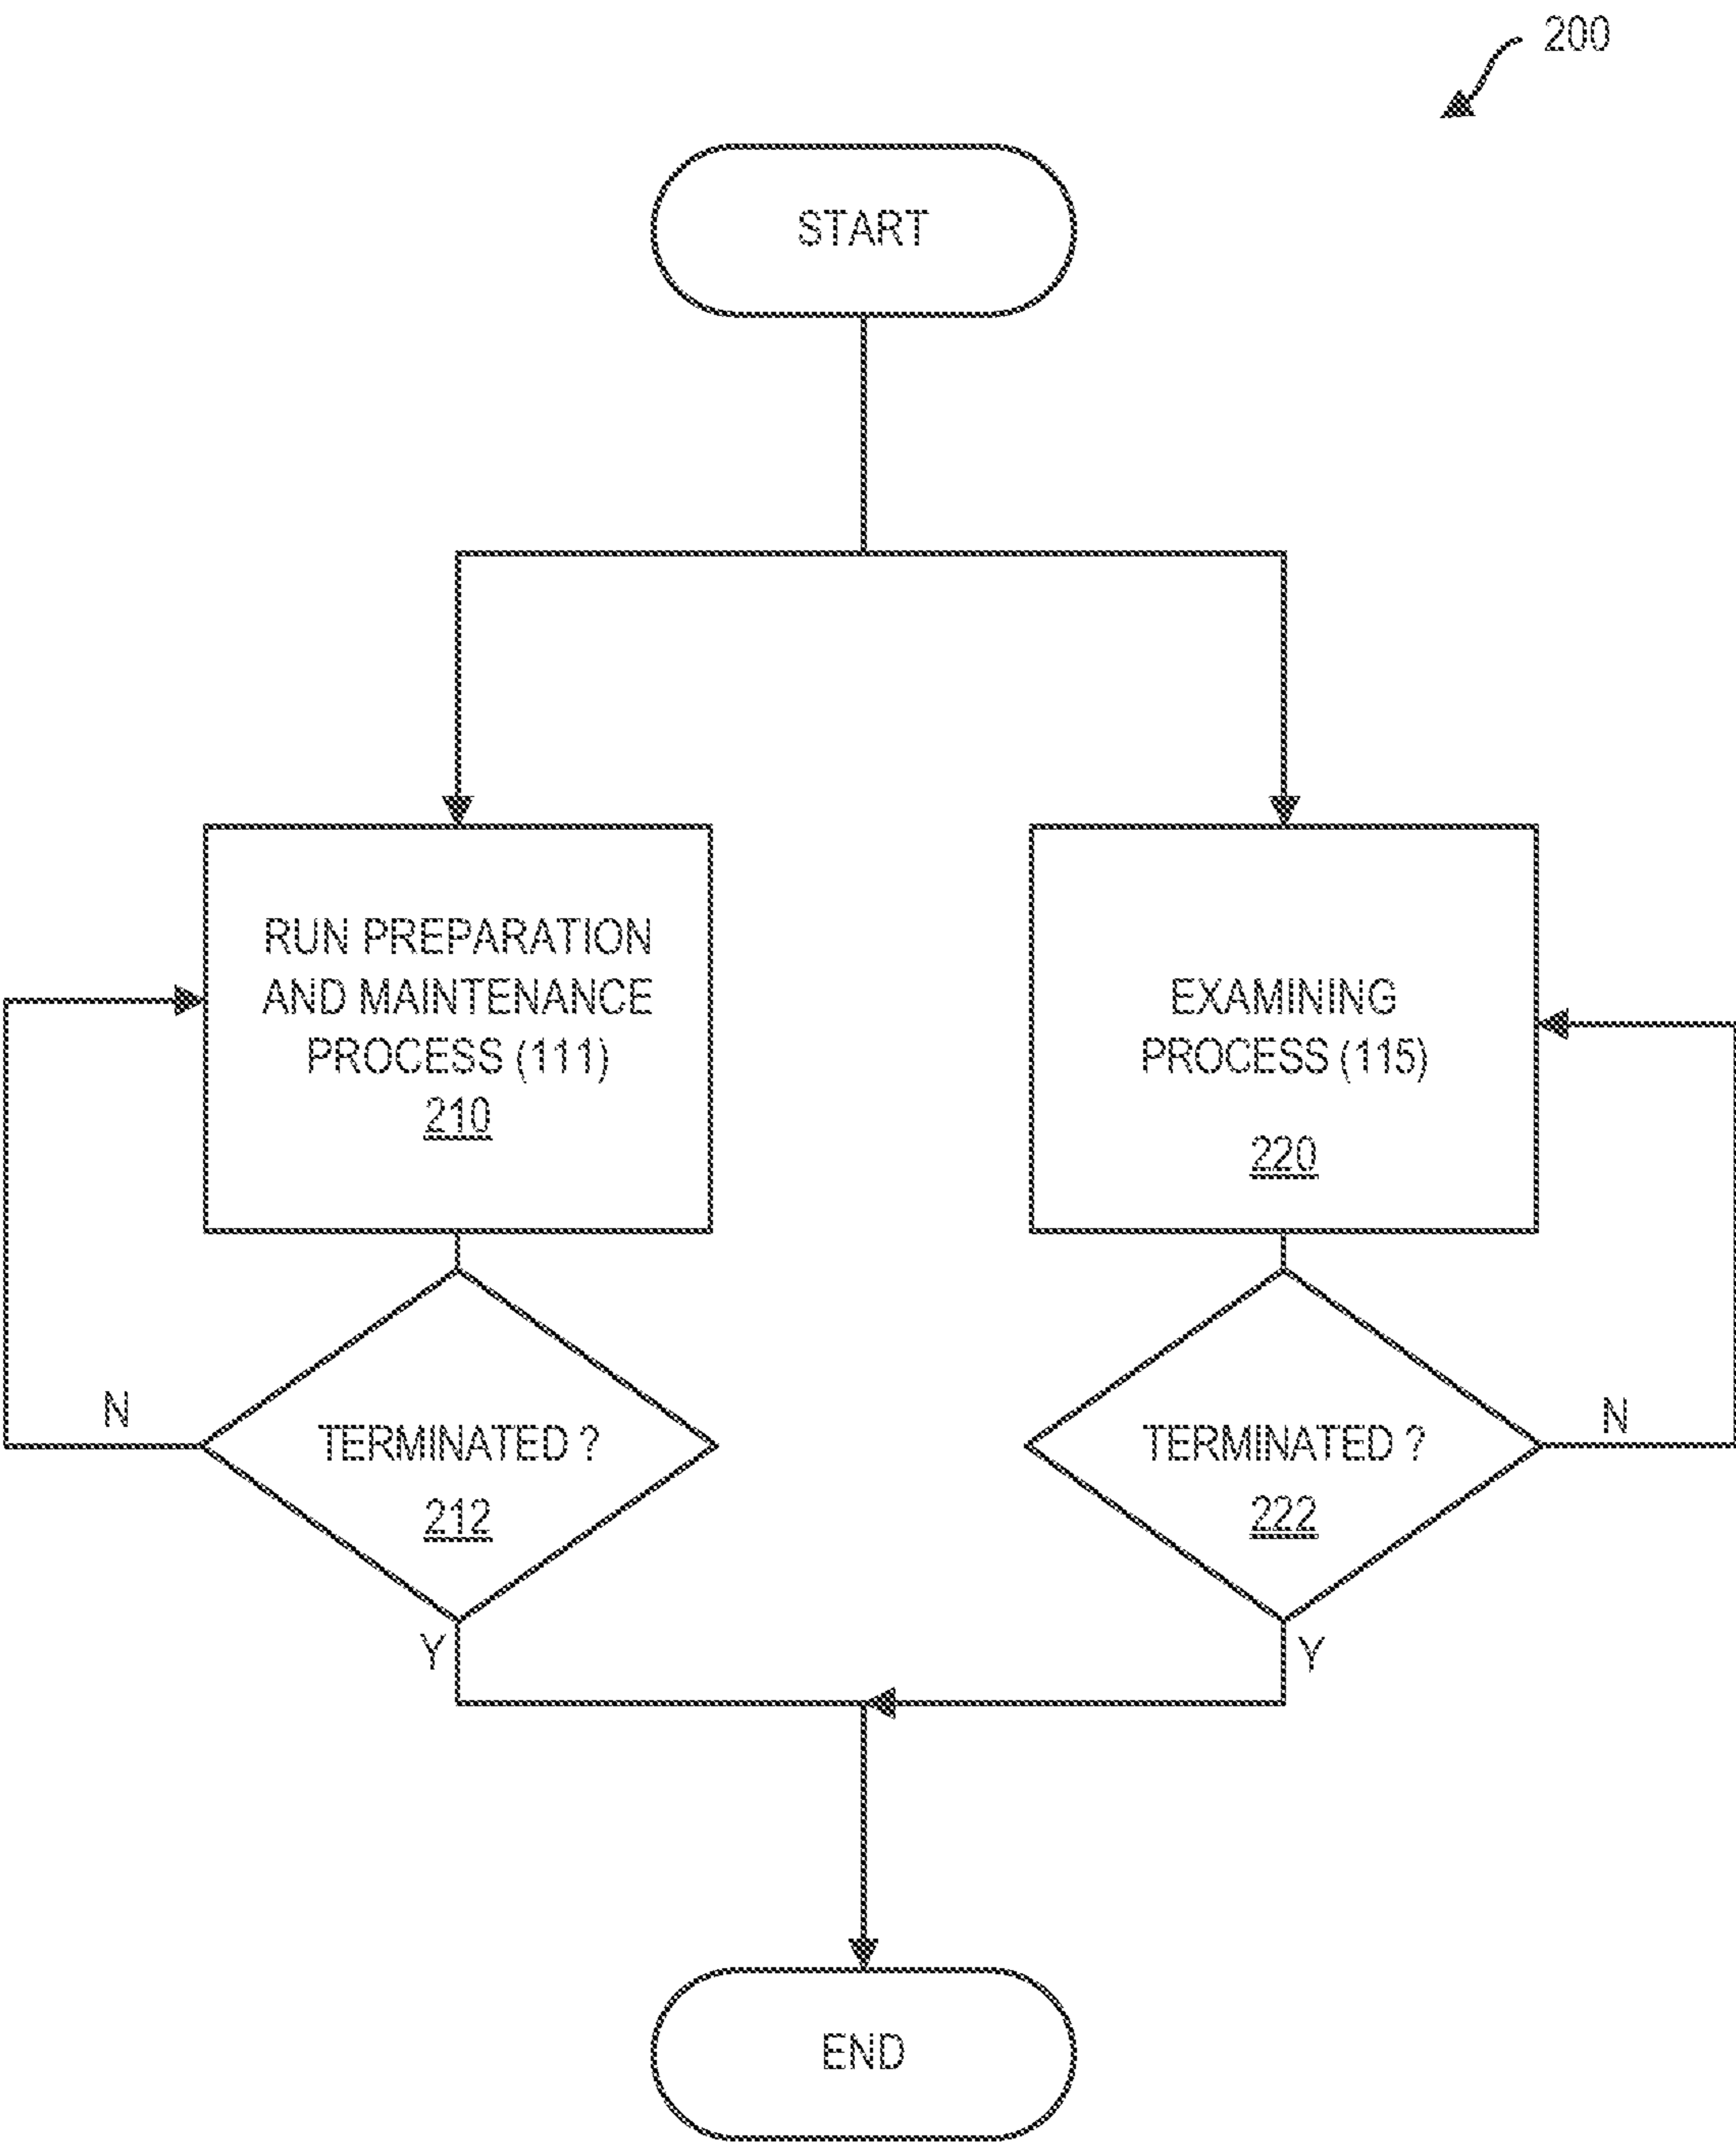 200
START
RUN PREPARATION
AND MAINTENANCE
PROCESS (111)
210
EXAMINING
PROCESS (115)
220
N
TERMINATED ?
212
Y
TERMINATED ?
222
N
Y
END